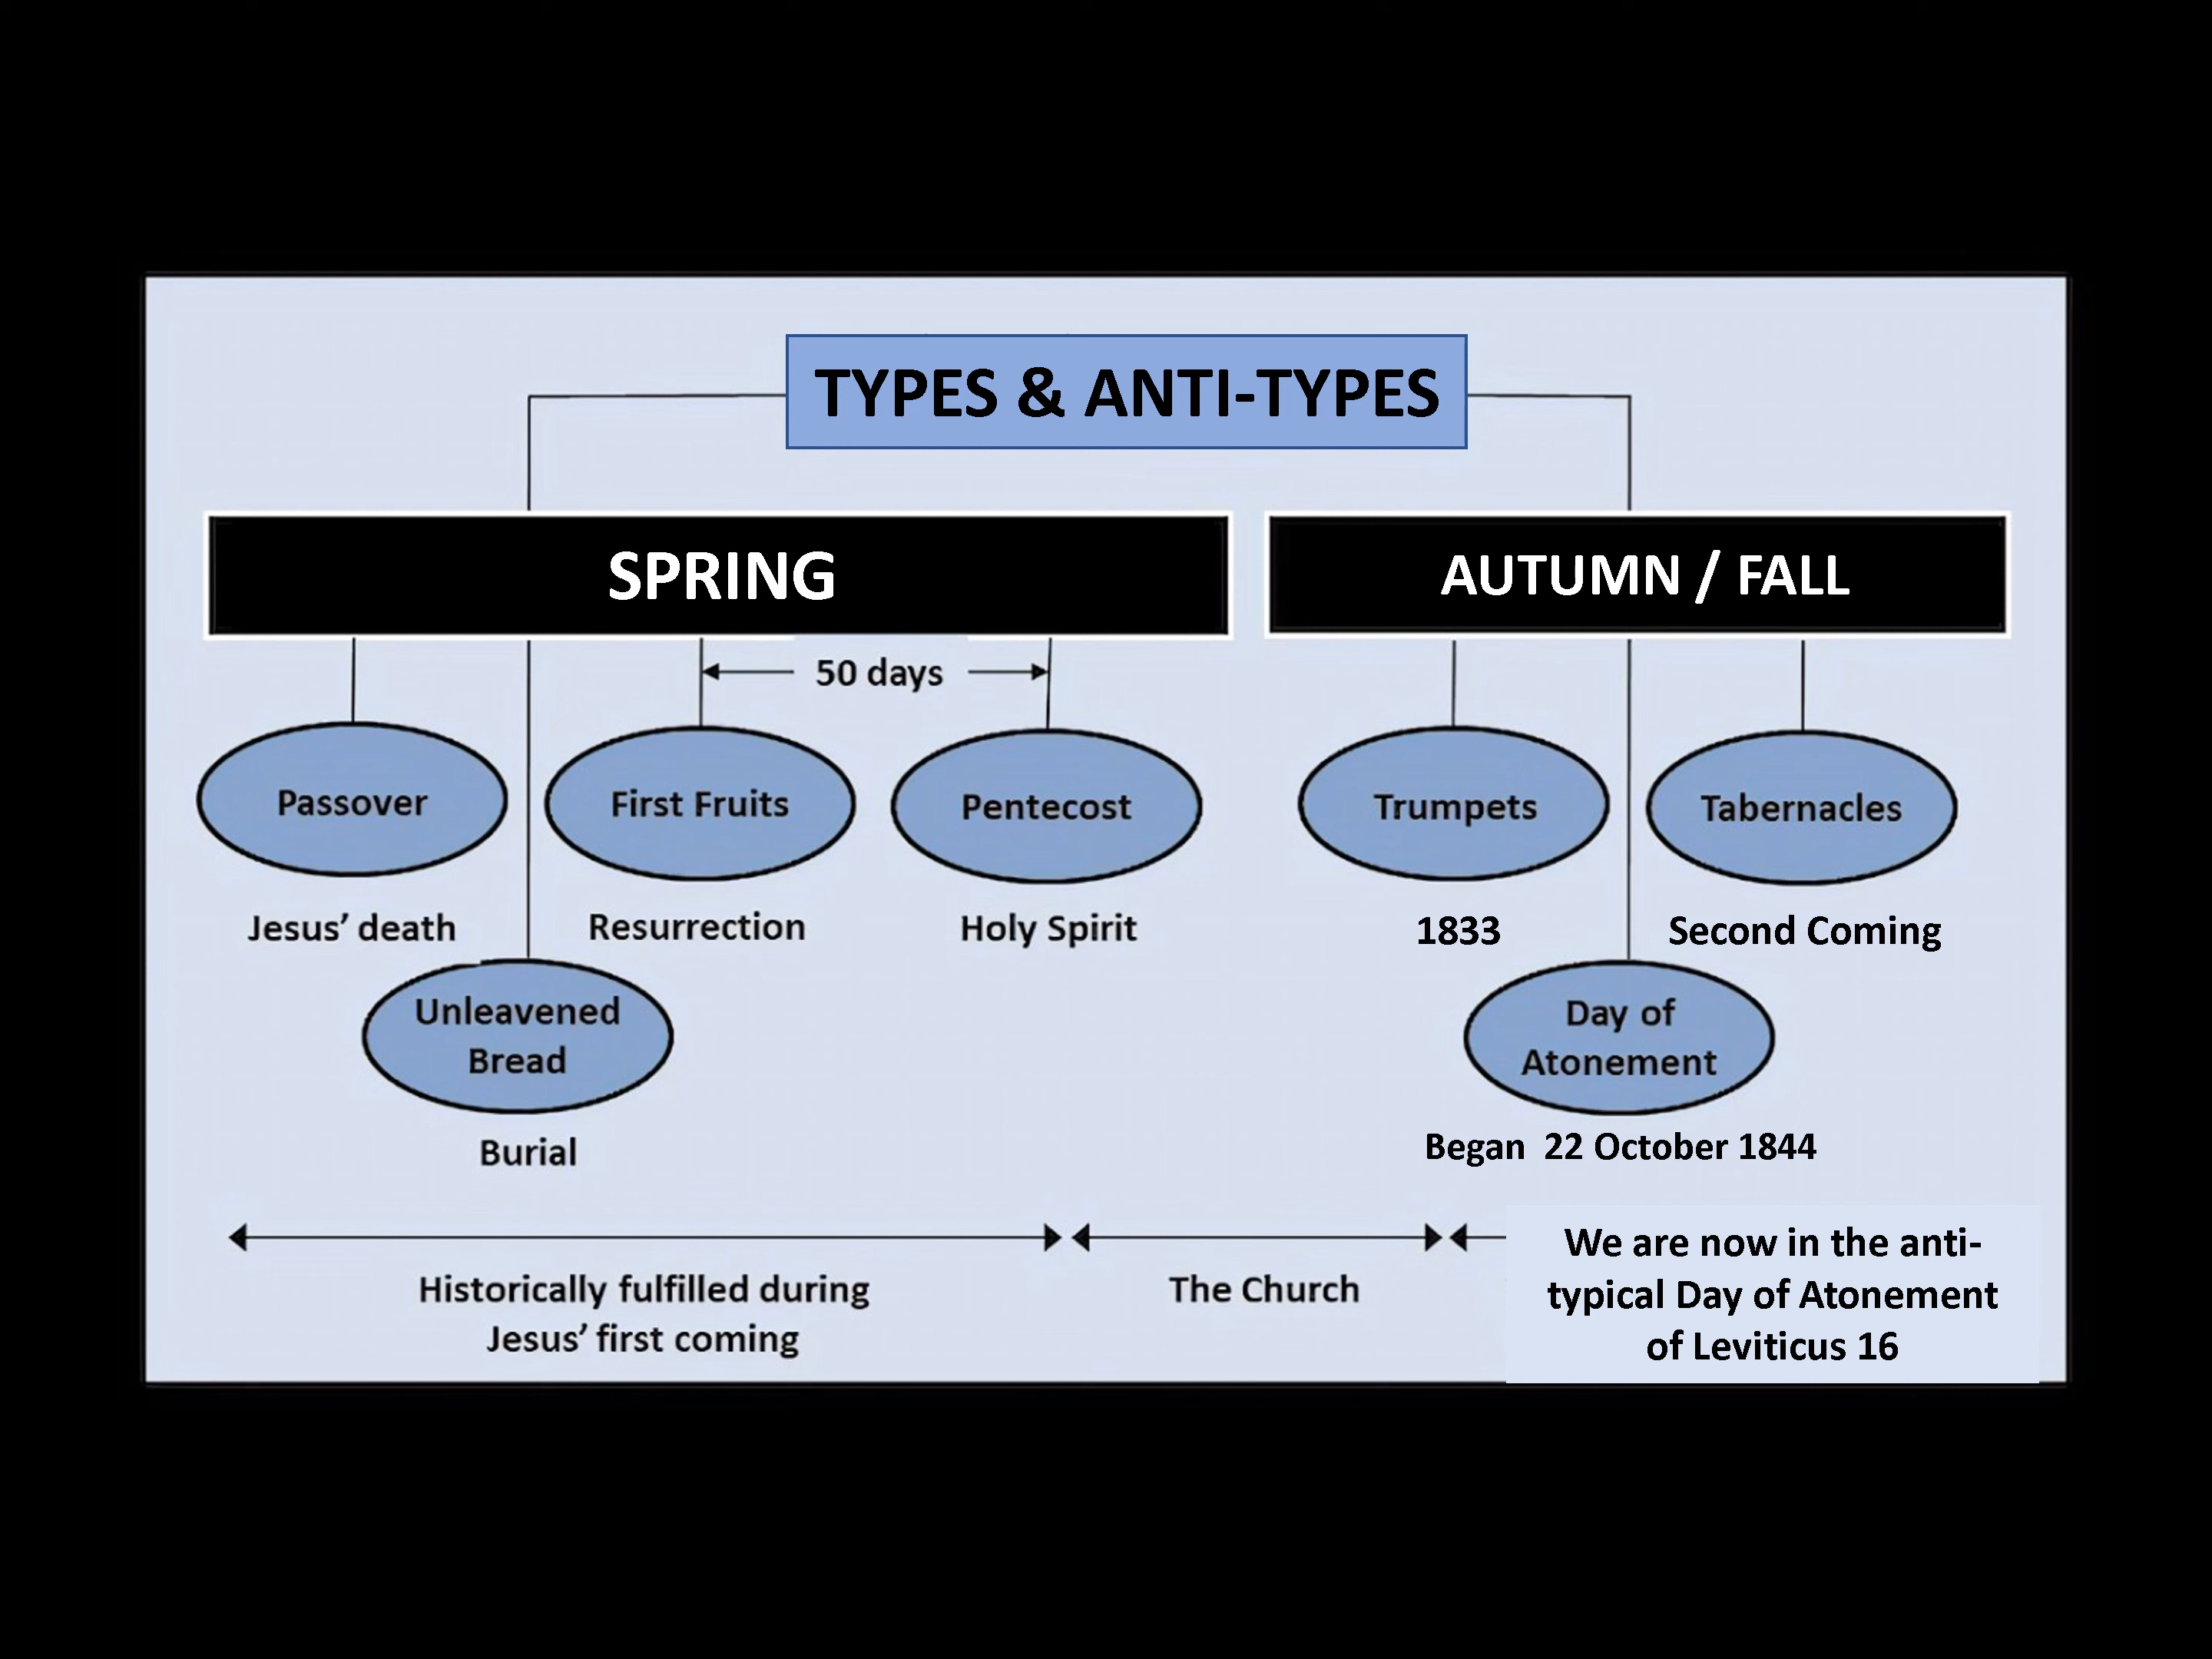 TYPES & ANTI-TYPES
SPRING
AUTUMN / FALL
50 days
Passover
First Fruits
Pentecost
Trumpets
Tabernacles
Jesus’ death
Resurrection
Holy Spirit
1833
Second Coming
Unleavened
Bread
Day of
Atonement
Burial
Began 22 October 1844
Historically fulfilled during
Jesus’ first coming
The Church
We are now in the anti-
typical Day of Atonement
of Leviticus 16